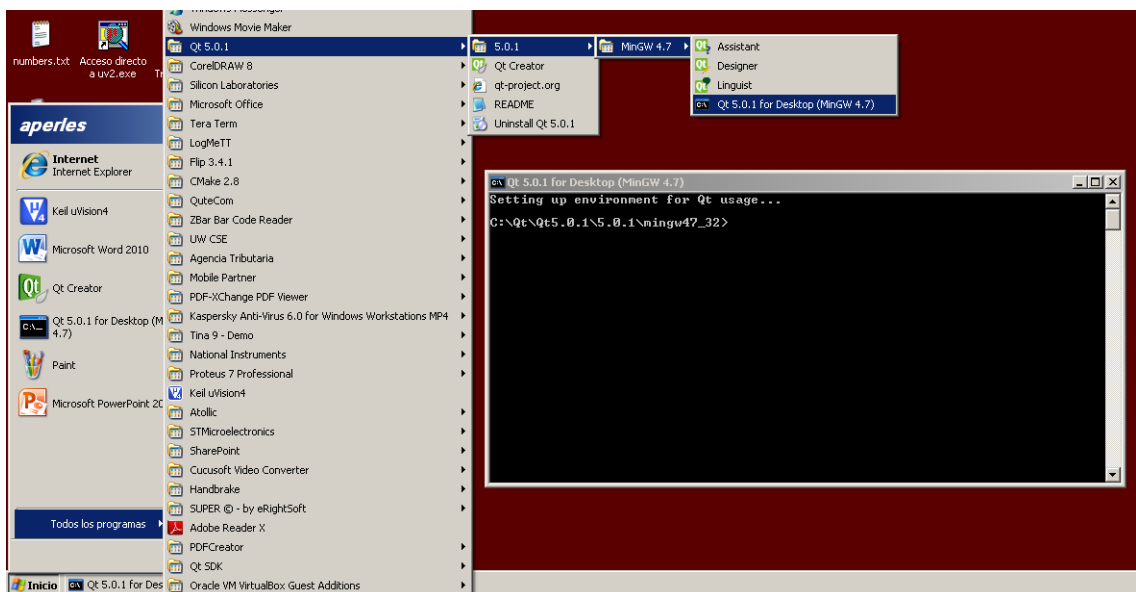 numbers.txt
Acceso directo
a uv2.exe
aperles
Internet
Internet Explorer
Keil uVision4
Microsoft Word 2010
Qt Creator
Qt 5.0.1 for Desktop (M
4.7)
Paint
Microsoft PowerPoint 20
Todos los programas
Inicio
Qt 5.0.1 for Des
Windows Messenger
Windows Movie Maker
Qt 5.0.1
CorelDRAW 8
Silicon Laboratories
Microsoft Office
Tera Term
LogMeTT
Flip 3.4.1
CMake 2.8
QuteCom
ZBar Bar Code Reader
UW CSE
Agencia Tributaria
Mobile Partner
PDF-XChange PDF Viewer
Kaspersky Anti-Virus 6.0 for Windows Workstations MP4
Tina 9 - Demo
National Instruments
Proteus 7 Professional
Keil uVision4
Atollic
STMicroelectronics
SharePoint
Cucusoft Video Converter
Handbrake
SUPER © - by eRightSoft
Adobe Reader X
PDFCreator
Qt SDK
Oracle VM VirtualBox Guest Additions
5.0.1
Qt Creator
qt-project.org
README
Uninstall Qt 5.0.1
MinGW 4.7
Assistant
Designer
Linguist
Qt 5.0.1 for Desktop (MinGW 4.7)
Qt 5.0.1 for Desktop (MinGW 4.7)
Setting up environment for Qt usage...
C:\Qt\Qt5.0.1\5.0.1\mingw47_32>